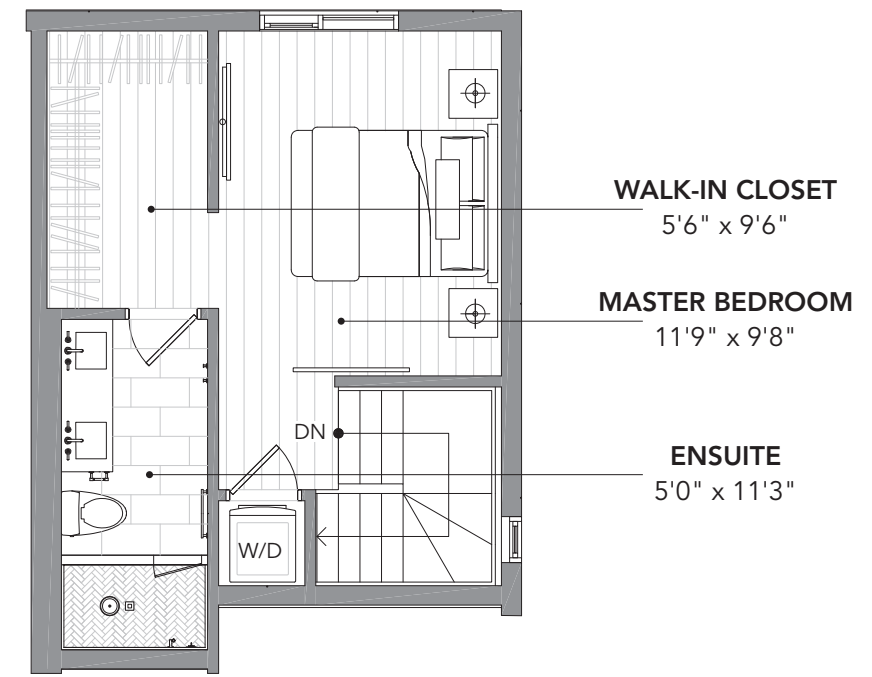 WALK-IN CLOSET
5'6" x 9'6"
MASTER BEDROOM
11'9" x 9'8"
DN
ENSUITE
5'0" x 11'3"
W/D